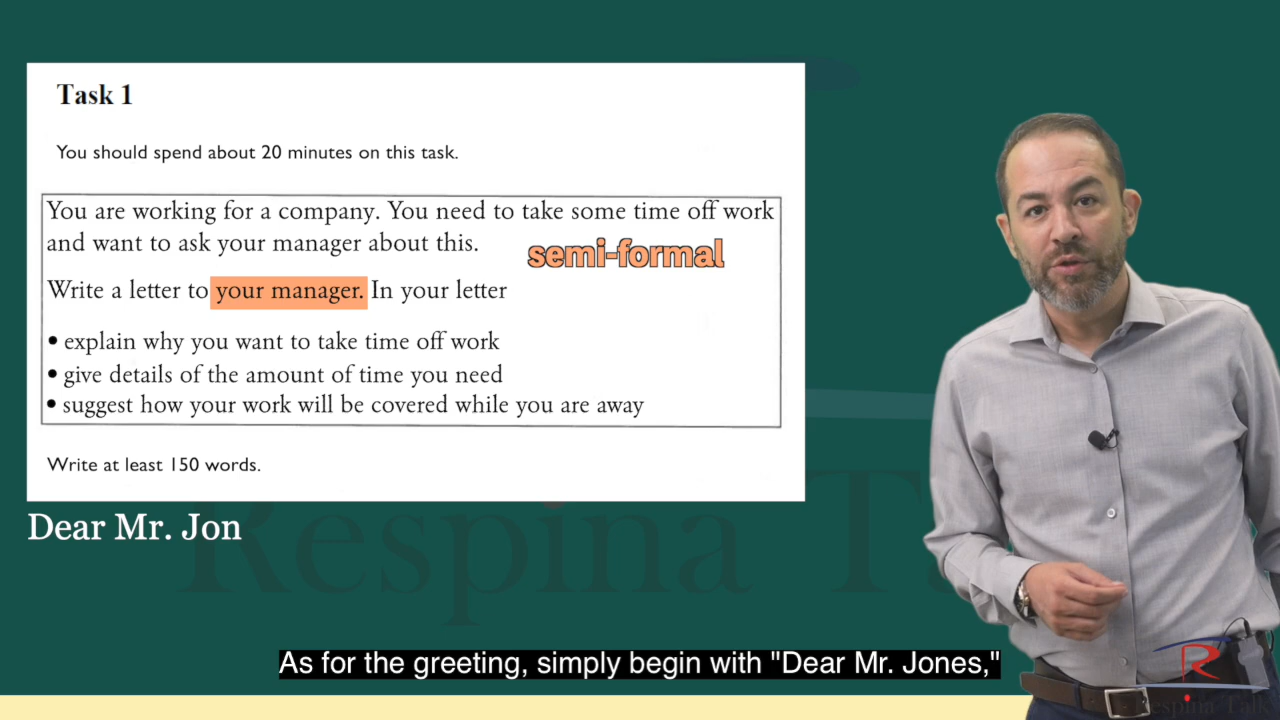 Task 1
You should spend about 20 minutes on this task.
You are working for a company. You need to take some time off work
and want to ask your manager about this.
semi-formal
Write a letter to your manager. In your letter
• explain why you want to take time off work
• give details of the amount of time you need
• suggest how your work will be covered while you are away
Write at least 150 words.
Dear Mr. Jon
Respina Ta
As for the greeting, simply begin with "Dear Mr. Jones,"
R
Respina Talk